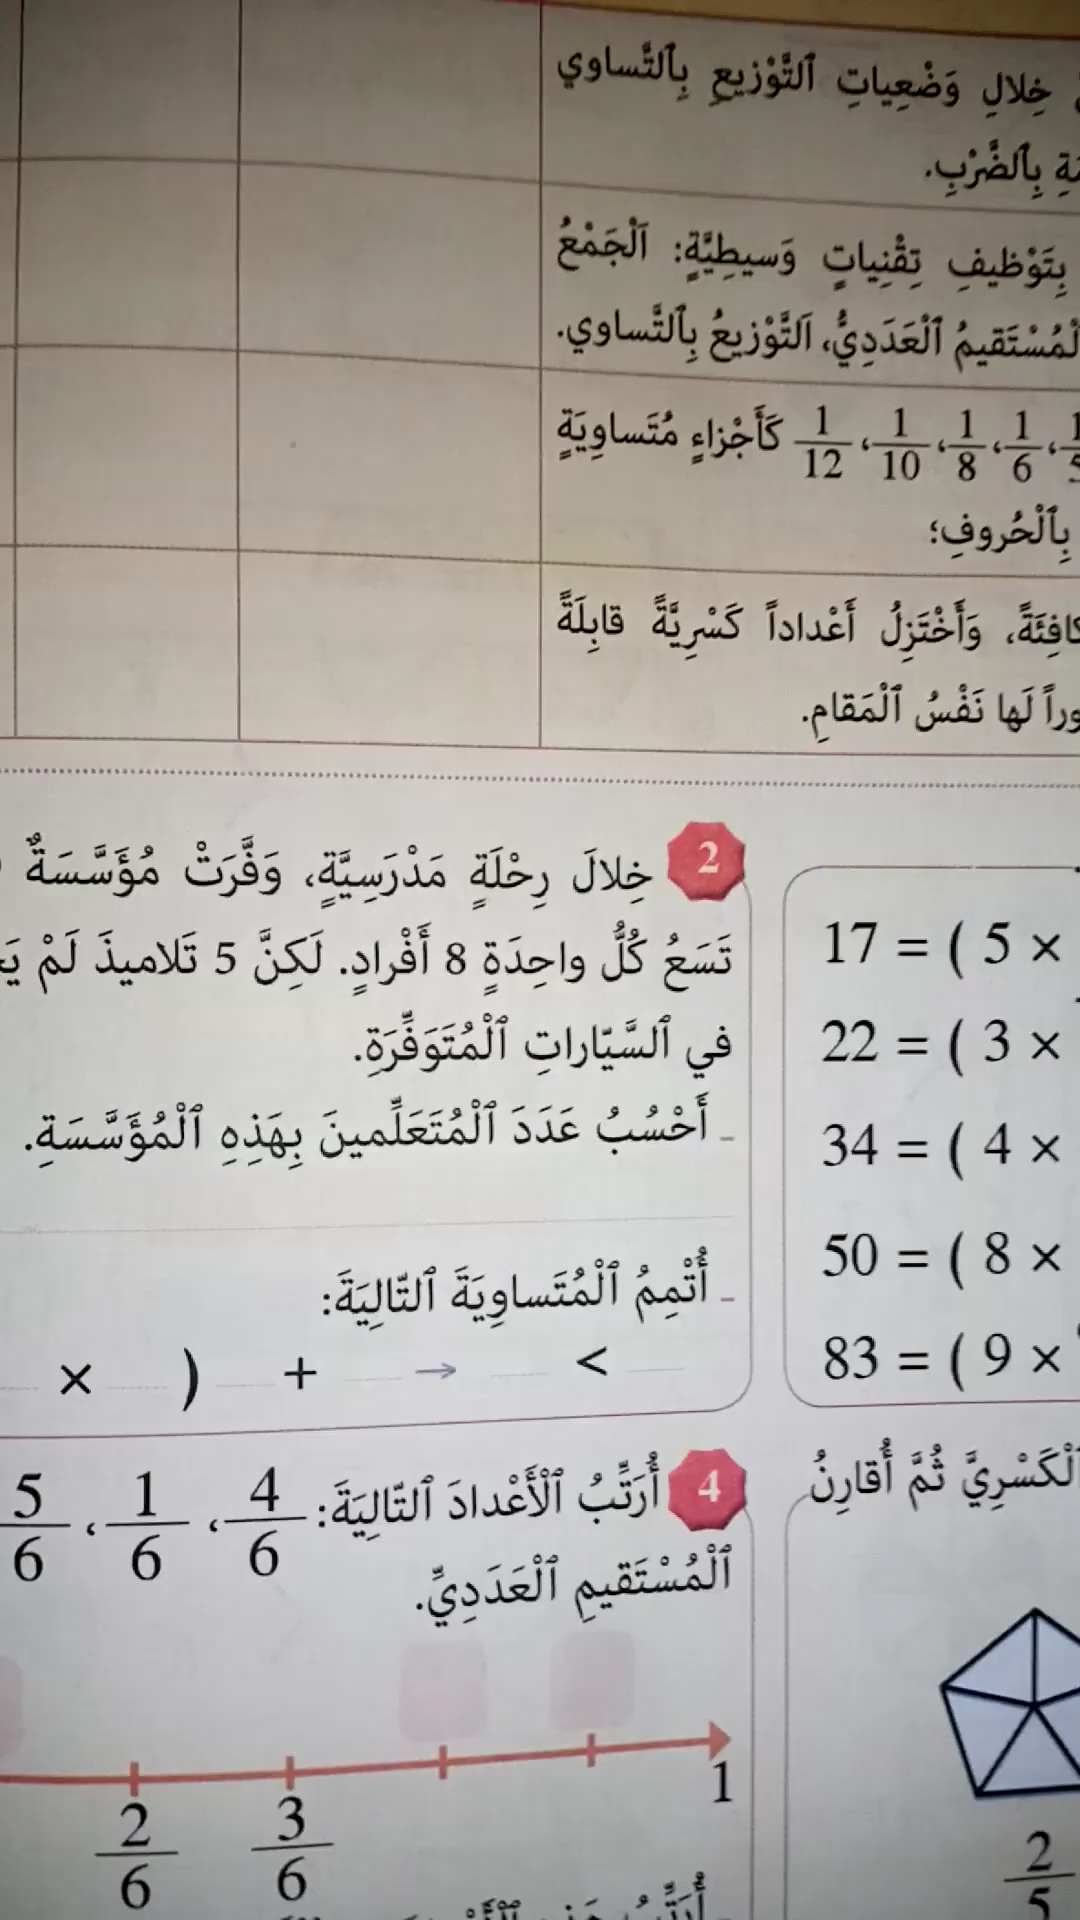 خِلالِ وَضْعِياتِ ٱلتَّوْزيعِ بِٱلتَّساوي
بِٱلضَّرْبِ.
بِتَوْظيفِ تِقْنِياتٍ وَسيطِيَّةٍ: اَلْجَمْعُ
ٱلْمُسْتَقيمُ ٱلْعَدَدِيُّ، اَلتَّوْزيعُ بِٱلتَّساوي.
، 1/6، 1/8، 1/10، 1/12 كَأَجْزاءٍ مُتَساوِيَةٍ
بِٱلْحُروفِ؛
وَأَخْتَزِلُ أَعْداداً كَسْرِيَّةً قابِلَةً
لَها نَفْسُ ٱلْمَقامِ.
2 خِلالَ رِحْلَةٍ مَدْرَسِيَّةٍ، وَفَّرَتْ مُؤَسَّسَةٌ
تَسَعُ كُلُّ واحِدَةٍ 8 أَفْرادٍ. لَكِنَّ 5 تَلاميذَ لَمْ
في ٱلسَّيّاراتِ ٱلْمُتَوَفِّرَةِ.
ـ أَحْسُبُ عَدَدَ ٱلْمُتَعَلِّمينَ بِهَذِهِ ٱلْمُؤَسَّسَةِ.
ـ أُتْمِمُ ٱلْمُتَساوِيَةَ ٱلتّالِيَةَ:
× ) + → <
17 = ( 5 ×
22 = ( 3 ×
34 = ( 4 ×
50 = ( 8 ×
83 = ( 9 ×
ٱلْكَسْرِيَّ ثُمَّ أُقارِنُ
2/5
4 أُرَتِّبُ ٱلْأَعْدادَ ٱلتّالِيَةَ: 4/6، 1/6، 5/6
ٱلْمُسْتَقيمِ ٱلْعَدَدِيِّ.
2/6 3/6 1